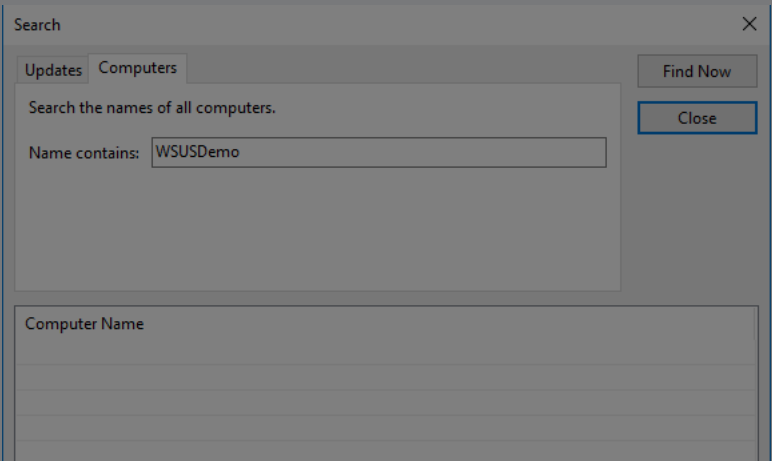 Search
Updates Computers
Find Now
Search the names of all computers.
Close
Name contains: WSUSDemo
Computer Name